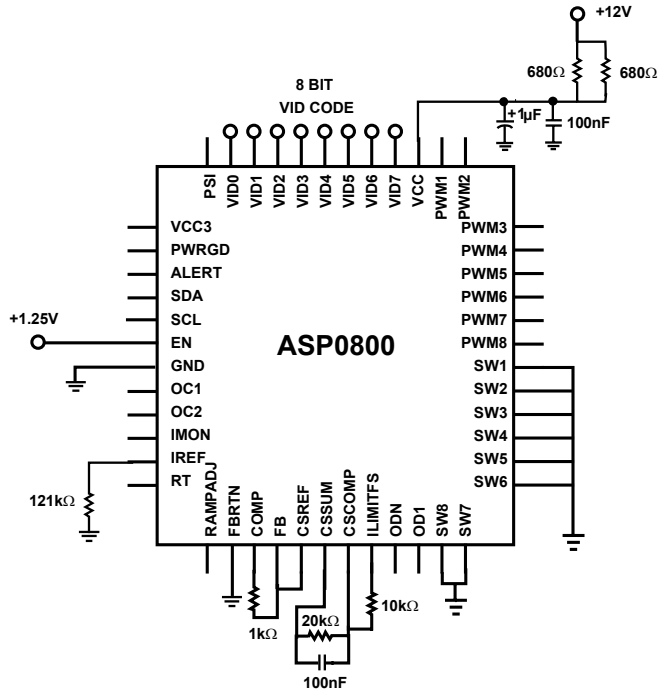 +12V
680Ω
680Ω
8 BIT
VID CODE
+1µF
100nF
PSI
VID0
VID1
VID2
VID3
VID4
VID5
VID6
VID7
VCC
PWM1
PWM2
VCC3
PWRGD
ALERT
SDA
SCL
EN
GND
OC1
OC2
IMON
IREF
RT
+1.25V
121kΩ
ASP0800
PWM3
PWM4
PWM5
PWM6
PWM7
PWM8
SW1
SW2
SW3
SW4
SW5
SW6
RAMPADJ
FBRTN
COMP
FB
CSREF
CSSUM
CSCOMP
ILIMITFS
ODN
OD1
SW8
SW7
1kΩ
20kΩ
10kΩ
100nF